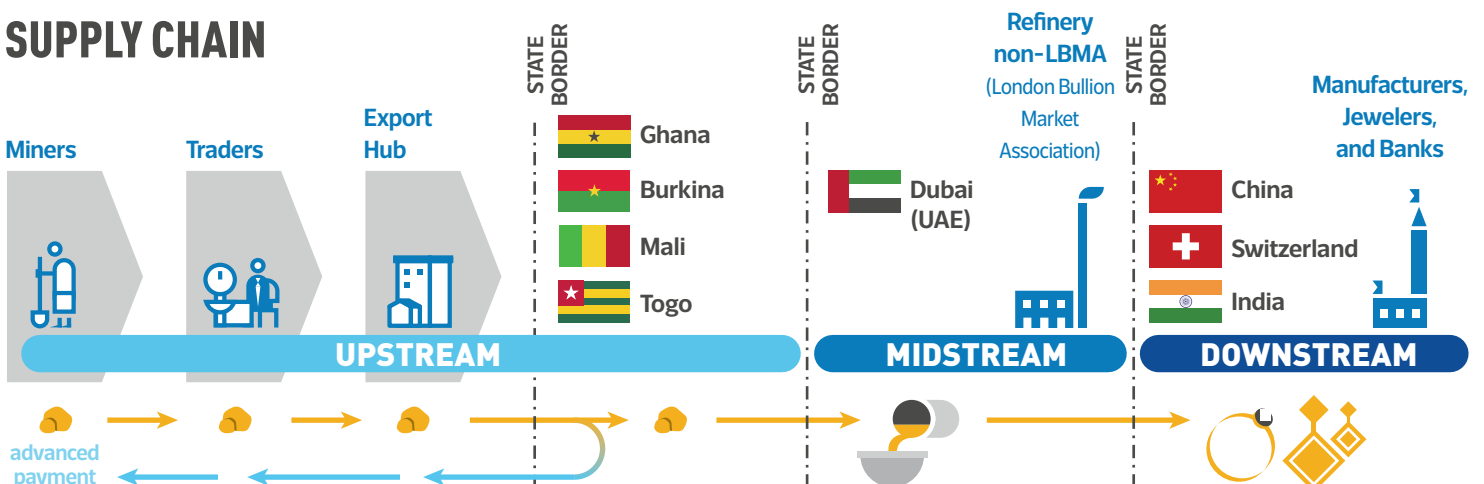 SUPPLY CHAIN
Miners
Traders
Export
Hub
STATE
BORDER
Ghana
Burkina
Mali
Togo
STATE
BORDER
Dubai
(UAE)
Refinery
non-LBMA
(London Bullion
Market
Association)
STATE
BORDER
China
Switzerland
India
Manufacturers,
Jewelers,
and Banks
UPSTREAM
MIDSTREAM
DOWNSTREAM
advanced
payment